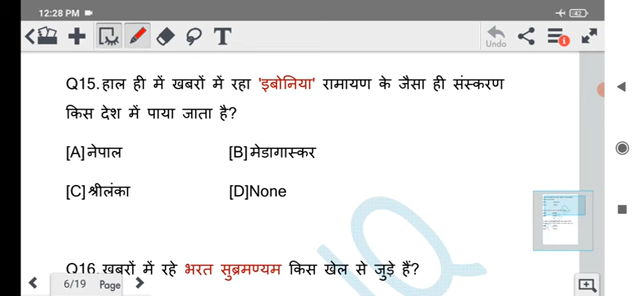 12:28 PM
42
T
Undo
Q15.हाल ही में खबरों में रहा 'इबोनिया' रामायण के जैसा ही संस्करण
किस देश में पाया जाता है?
[A]नेपाल [B]मेडागास्कर
[C]श्रीलंका [D]None
Q16.खबरों में रहे भरत सुब्रमण्यम किस खेल से जुड़े हैं?
6/19 Page